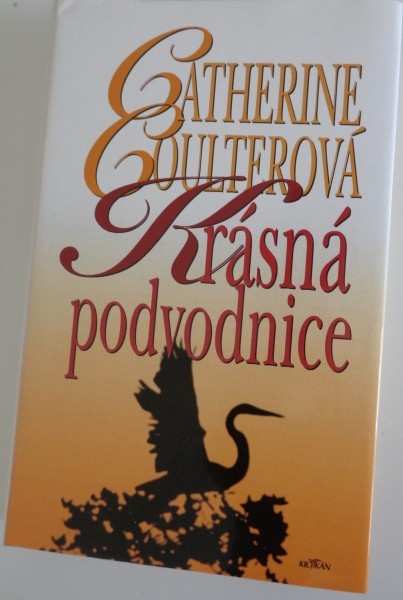 CATHERINE
COULTEROVÁ
Krásná
podvodnice
KLOKAN